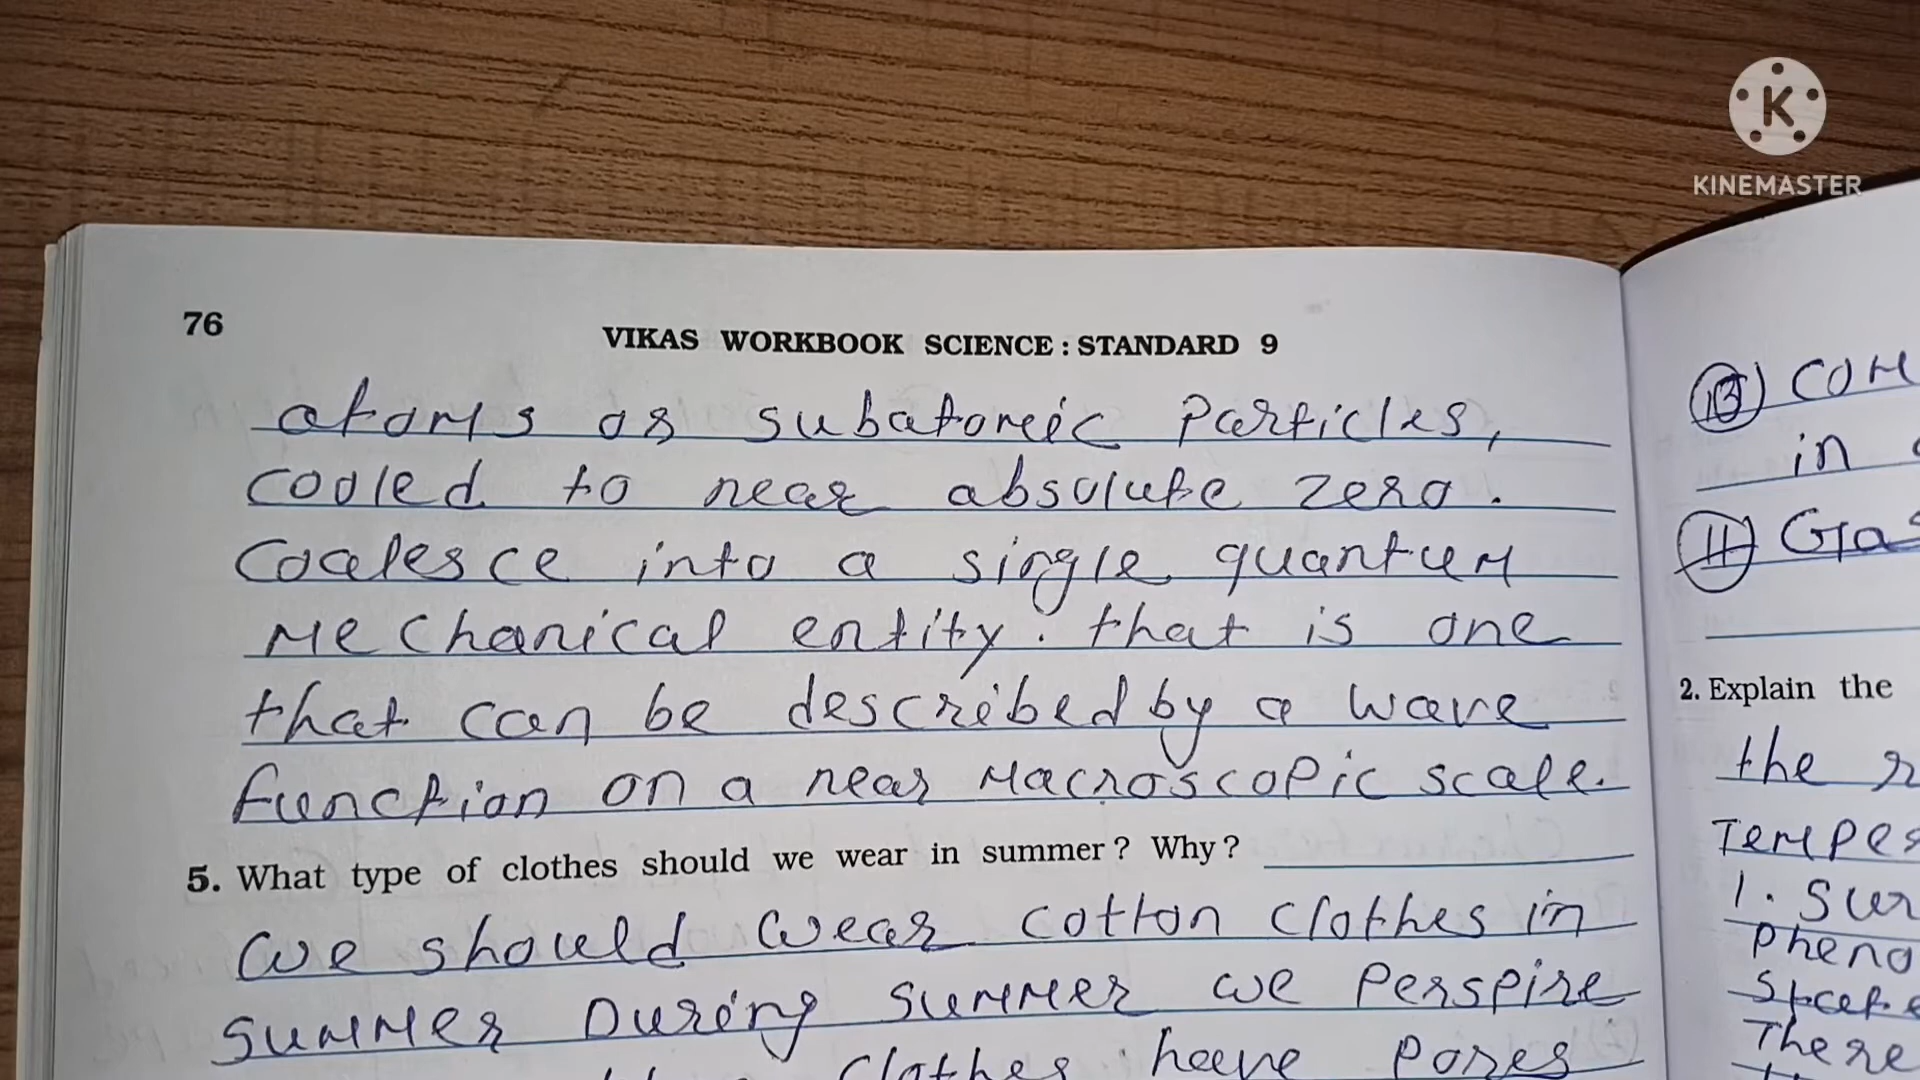 KINEMASTER
76
VIKAS WORKBOOK SCIENCE : STANDARD 9
atoms or subatomic particles,
cooled to near absolute zero.
Coalesce into a single quantum
Mechanical entity. that is one
that can be described by a wave
function on a near Macroscopic scale.
5. What type of clothes should we wear in summer ? Why ?
We should wear cotton clothes in
summer During summer we perspire
clothes have pores
10) com
in
11) Gas
2. Explain the
the
Temper
1. Sur
pheno
State
There